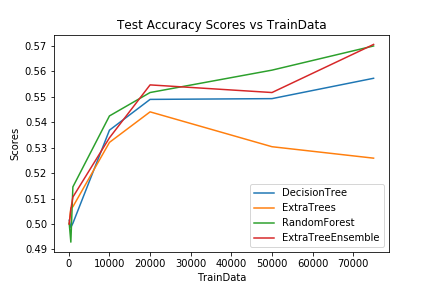 Test Accuracy Scores vs TrainData
Scores
0.57
0.56
0.55
0.54
0.53
0.52
0.51
0.50
0.49
0
10000
20000
30000
40000
50000
60000
70000
TrainData
DecisionTree
ExtraTrees
RandomForest
ExtraTreeEnsemble